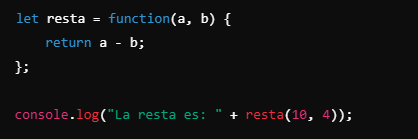 let resta = function(a, b) {
    return a - b;
};

console.log("La resta es: " + resta(10, 4));